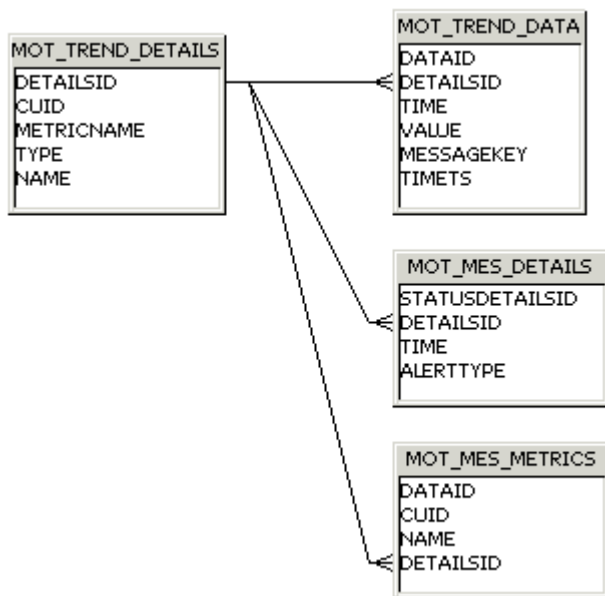 MOT_TREND_DETAILS
DETAILSID
CUID
METRICNAME
TYPE
NAME
MOT_TREND_DATA
DATAID
DETAILSID
TIME
VALUE
MESSAGEKEY
TIMETS
MOT_MES_DETAILS
STATUSDETAILSID
DETAILSID
TIME
ALERTTYPE
MOT_MES_METRICS
DATAID
CUID
NAME
DETAILSID